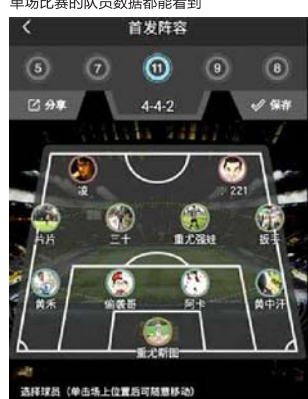 单场比赛的队员数据都能看到
首发阵容
5 7 11 9 8
分享 4-4-2 保存
凌 221
片片 三十 重尤强娃 扳子
黄禾 偷袭哥 阿卡 黄中汗
重尤斯图
选择球员（单击场上位置后可随意移动）